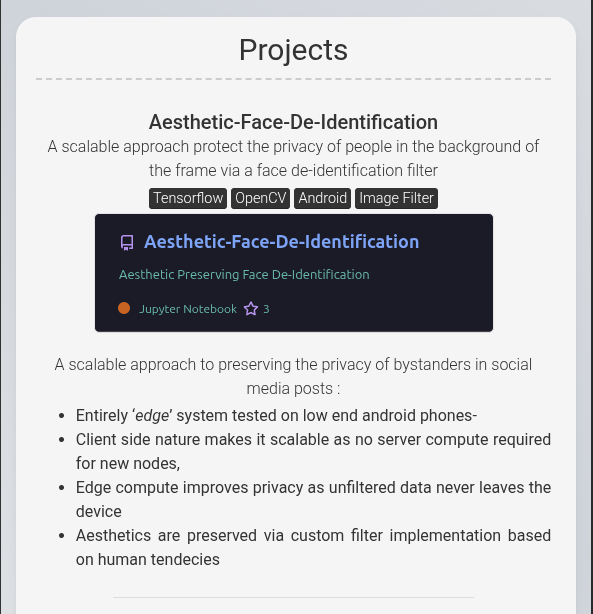 Projects
Aesthetic-Face-De-Identification
A scalable approach protect the privacy of people in the background of
the frame via a face de-identification filter
Tensorflow OpenCV Android Image Filter
Aesthetic-Face-De-Identification
Aesthetic Preserving Face De-Identification
Jupyter Notebook 3
A scalable approach to preserving the privacy of bystanders in social
media posts :
• Entirely ‘edge’ system tested on low end android phones-
• Client side nature makes it scalable as no server compute required
for new nodes,
• Edge compute improves privacy as unfiltered data never leaves the
device
• Aesthetics are preserved via custom filter implementation based
on human tendecies